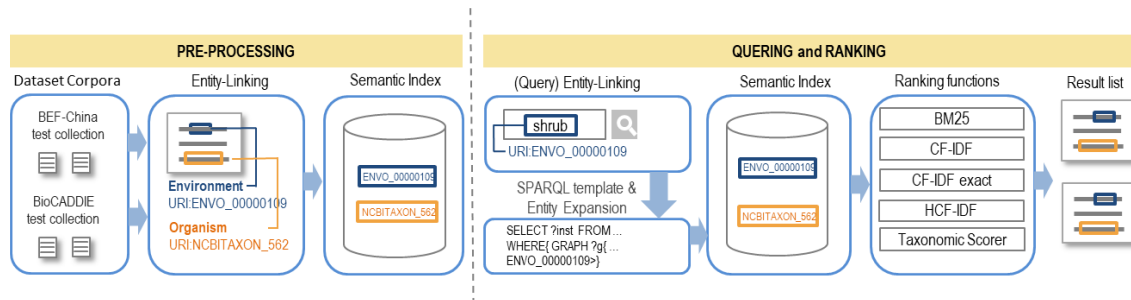 PRE-PROCESSING
Dataset Corpora
BEF-China
test collection
BioCADDIE
test collection
Entity-Linking
Environment
URI:ENVO_00000109
Organism
URI:NCBITAXON_562
Semantic Index
ENVO_00000109
NCBITAXON_562
QUERING and RANKING
(Query) Entity-Linking
shrub
URI:ENVO_00000109
SPARQL template &
Entity Expansion
SELECT ?inst FROM ...
WHERE{ GRAPH ?g{ ...
ENVO_00000109>}
Semantic Index
ENVO_00000109
NCBITAXON_562
Ranking functions
BM25
CF-IDF
CF-IDF exact
HCF-IDF
Taxonomic Scorer
Result list